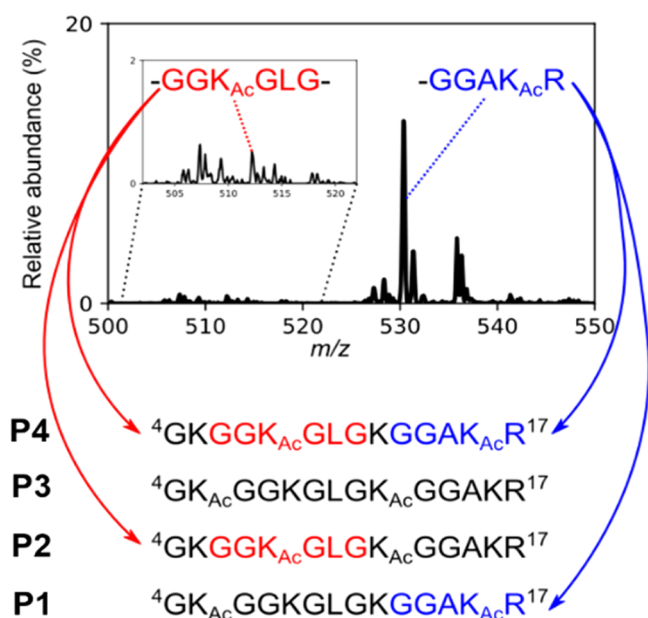 20
Relative abundance (%)
0
500 510 520 530 540 550
m/z
2
0
505 510 515 520
-GGKAcGLG-
-GGAKAcR
P4 ⁴GKGGKAcGLGKGGAKAcR¹⁷
P3 ⁴GKAcGGKGLGKAcGGAKR¹⁷
P2 ⁴GKGGKAcGLGKAcGGAKR¹⁷
P1 ⁴GKAcGGKGLGKGGAKAcR¹⁷